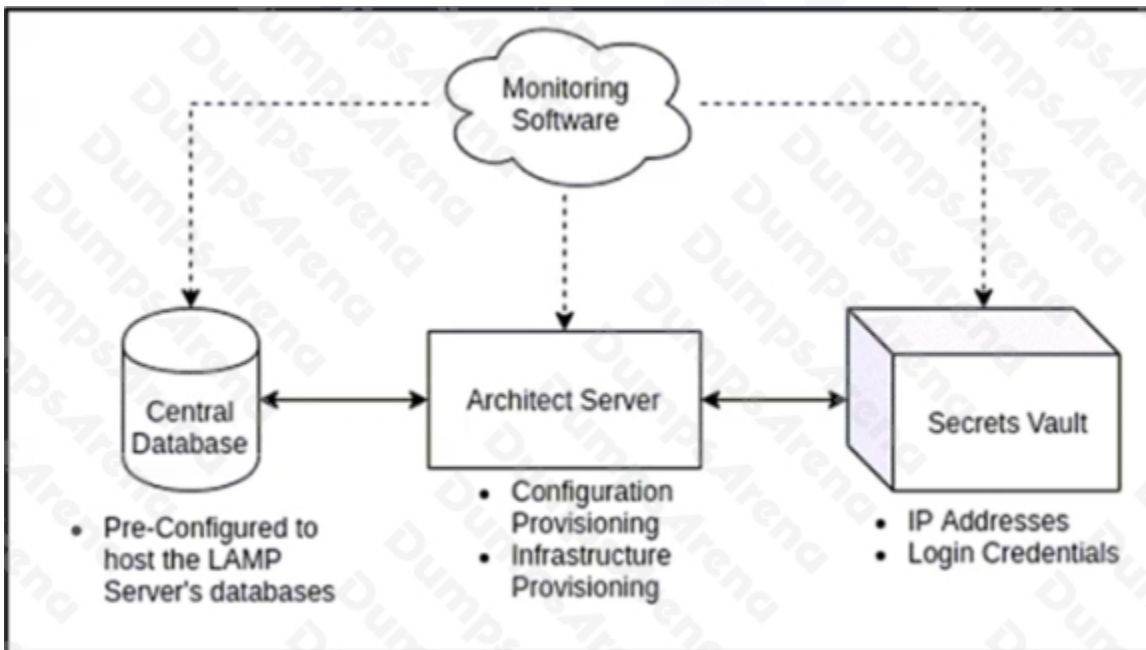 Monitoring
Software
Central
Database
Architect Server
Secrets Vault
• Pre-Configured to
host the LAMP
Server's databases
• Configuration
Provisioning
• Infrastructure
Provisioning
• IP Addresses
• Login Credentials
DumpsArena